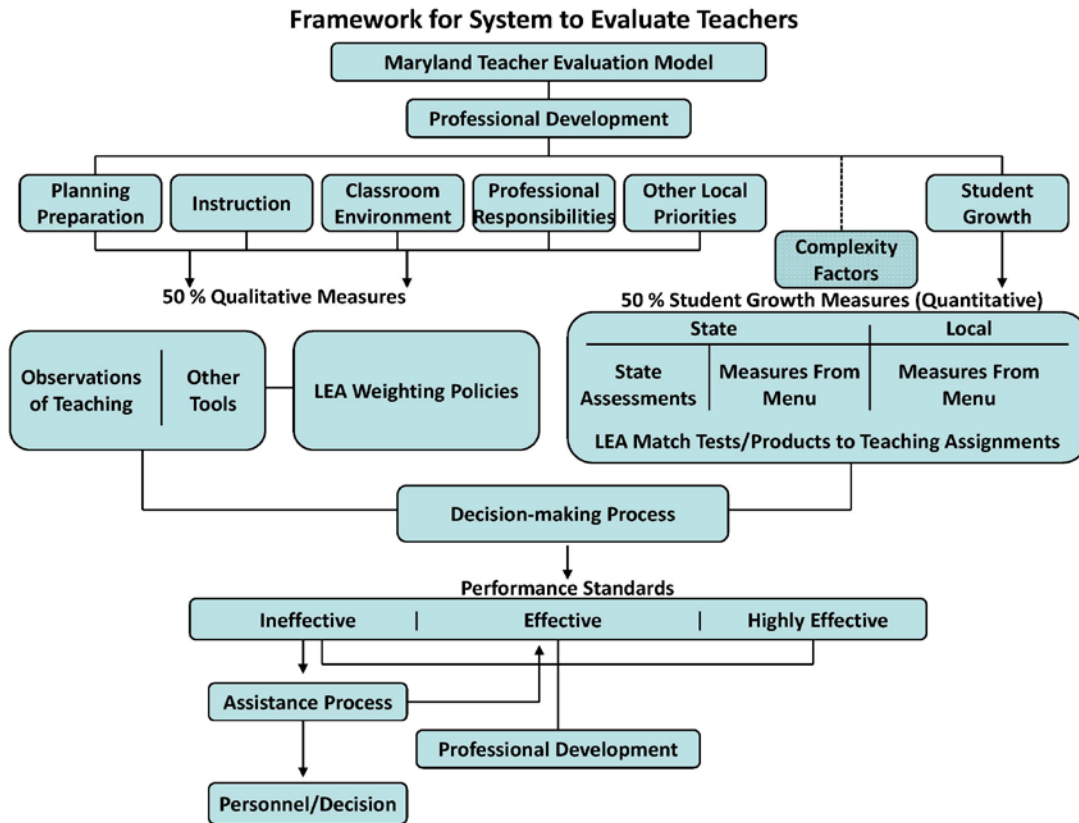 Framework for System to Evaluate Teachers
Maryland Teacher Evaluation Model
Professional Development
Planning
Preparation
Instruction
Classroom
Environment
Professional
Responsibilities
Other Local
Priorities
Student
Growth
Complexity
Factors
50 % Qualitative Measures
50 % Student Growth Measures (Quantitative)
Observations
of Teaching
Other
Tools
LEA Weighting Policies
State
Local
State
Assessments
Measures From
Menu
Measures From
Menu
LEA Match Tests/Products to Teaching Assignments
Decision-making Process
Performance Standards
Ineffective
Effective
Highly Effective
Assistance Process
Professional Development
Personnel/Decision